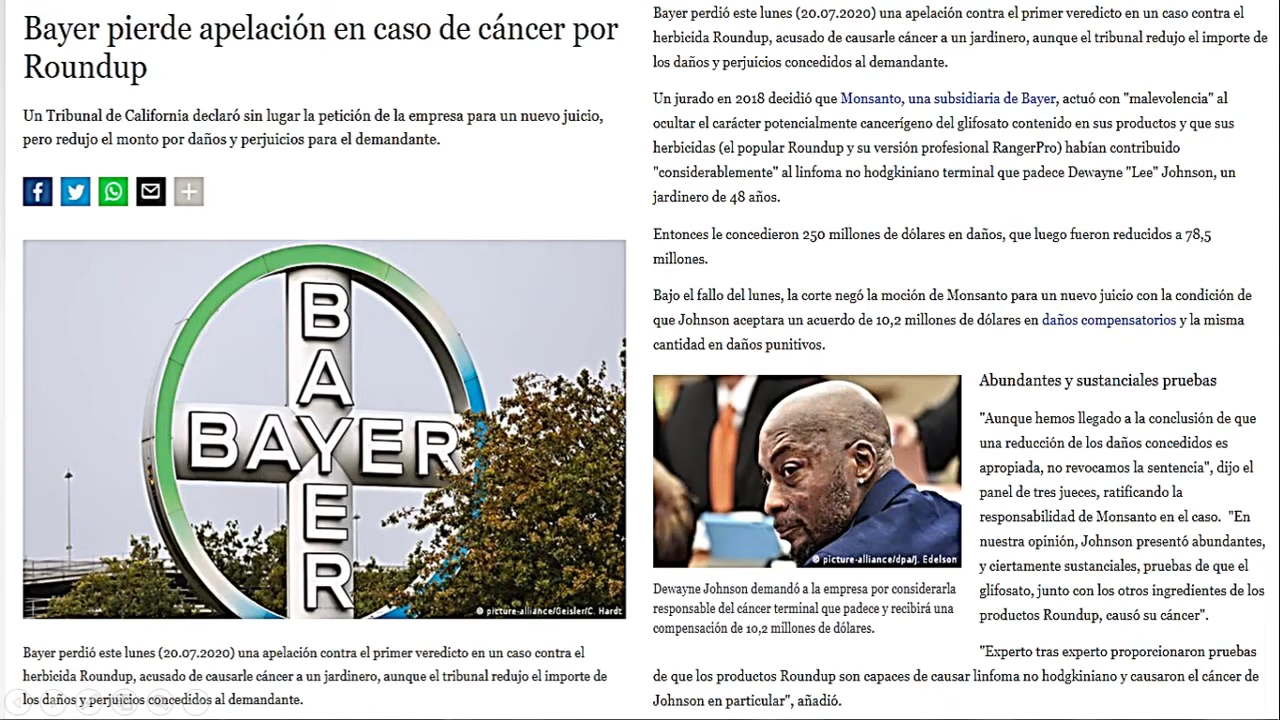 Bayer pierde apelación en caso de cáncer por
Roundup
Un Tribunal de California declaró sin lugar la petición de la empresa para un nuevo juicio,
pero redujo el monto por daños y perjuicios para el demandante.
BAYER
BAYER
© picture-alliance/Geisler/C. Hardt
Bayer perdió este lunes (20.07.2020) una apelación contra el primer veredicto en un caso contra el
herbicida Roundup, acusado de causarle cáncer a un jardinero, aunque el tribunal redujo el importe de
los daños y perjuicios concedidos al demandante.
Bayer perdió este lunes (20.07.2020) una apelación contra el primer veredicto en un caso contra el
herbicida Roundup, acusado de causarle cáncer a un jardinero, aunque el tribunal redujo el importe de
los daños y perjuicios concedidos al demandante.
Un jurado en 2018 decidió que Monsanto, una subsidiaria de Bayer, actuó con "malevolencia" al
ocultar el carácter potencialmente cancerígeno del glifosato contenido en sus productos y que sus
herbicidas (el popular Roundup y su versión profesional RangerPro) habían contribuido
"considerablemente" al linfoma no hodgkiniano terminal que padece Dewayne "Lee" Johnson, un
jardinero de 48 años.
Entonces le concedieron 250 millones de dólares en daños, que luego fueron reducidos a 78,5
millones.
Bajo el fallo del lunes, la corte negó la moción de Monsanto para un nuevo juicio con la condición de
que Johnson aceptara un acuerdo de 10,2 millones de dólares en daños compensatorios y la misma
cantidad en daños punitivos.
© picture-alliance/dpa/J. Edelson
Dewayne Johnson demandó a la empresa por considerarla
responsable del cáncer terminal que padece y recibirá una
compensación de 10,2 millones de dólares.
Abundantes y sustanciales pruebas
"Aunque hemos llegado a la conclusión de que
una reducción de los daños concedidos es
apropiada, no revocamos la sentencia", dijo el
panel de tres jueces, ratificando la
responsabilidad de Monsanto en el caso. "En
nuestra opinión, Johnson presentó abundantes,
y ciertamente sustanciales, pruebas de que el
glifosato, junto con los otros ingredientes de los
productos Roundup, causó su cáncer".
"Experto tras experto proporcionaron pruebas
de que los productos Roundup son capaces de causar linfoma no hodgkiniano y causaron el cáncer de
Johnson en particular", añadió.